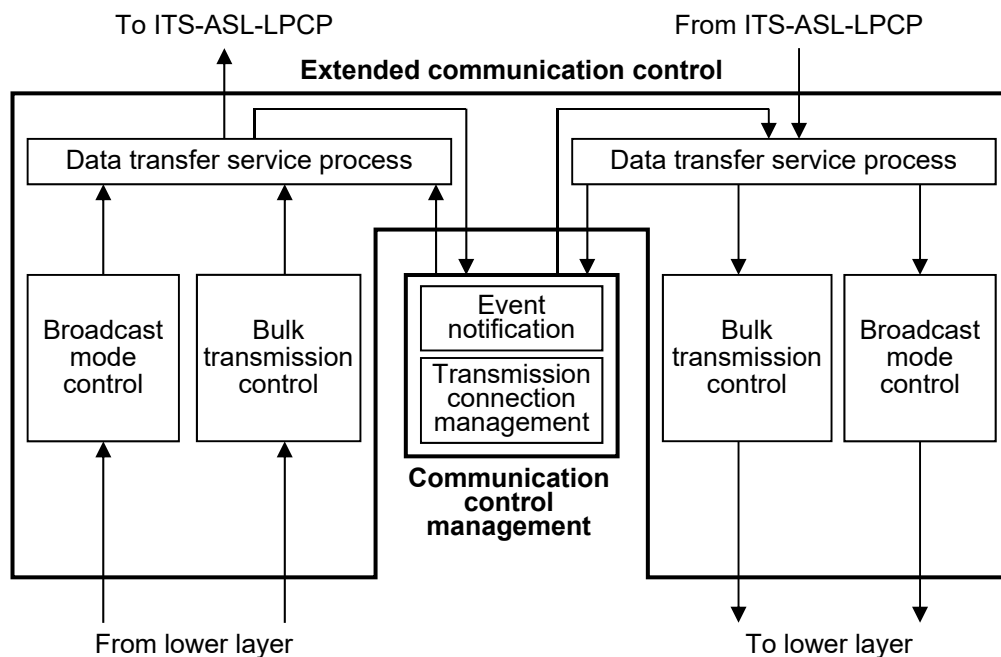 To ITS-ASL-LPCP
From ITS-ASL-LPCP
Extended communication control
Data transfer service process
Data transfer service process
Broadcast
mode
control
Bulk
transmission
control
Event
notification
Transmission
connection
management
Communication
control
management
Bulk
transmission
control
Broadcast
mode
control
From lower layer
To lower layer